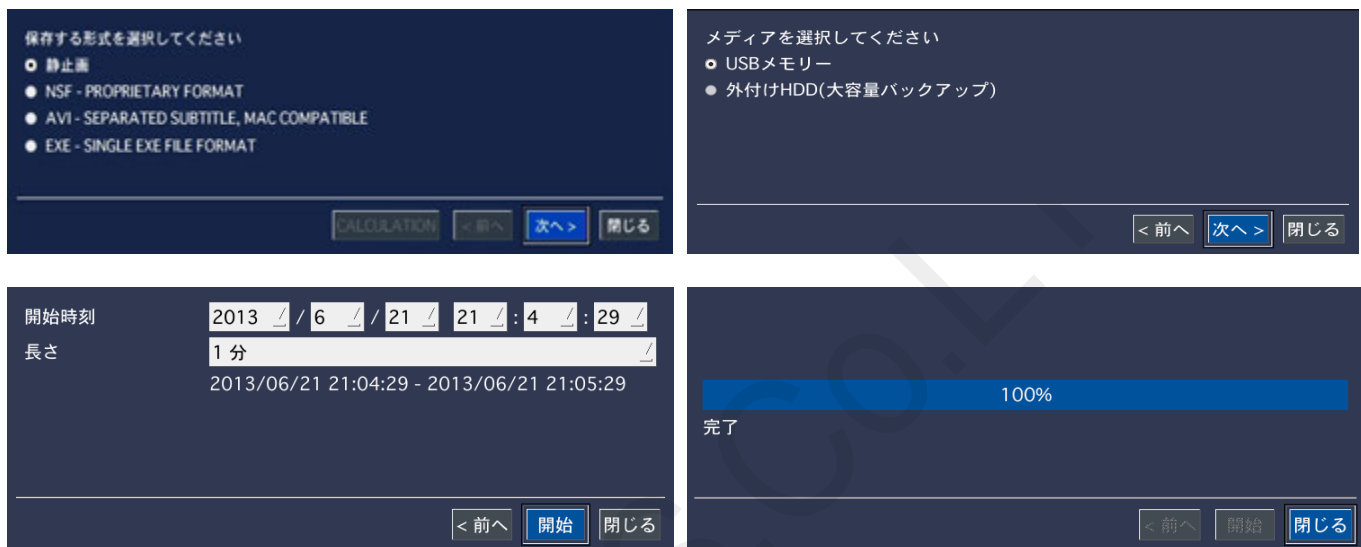 保存する形式を選択してください
静止画
NSF - PROPRIETARY FORMAT
AVI - SEPARATED SUBTITLE, MAC COMPATIBLE
EXE - SINGLE EXE FILE FORMAT
CALCULATION < 前へ 次へ > 閉じる
メディアを選択してください
USBメモリー
外付けHDD(大容量バックアップ)
< 前へ 次へ > 閉じる
開始時刻 2013 / 6 / 21 21 : 4 : 29
長さ 1 分
2013/06/21 21:04:29 - 2013/06/21 21:05:29
< 前へ 開始 閉じる
100%
完了
< 前へ 開始 閉じる